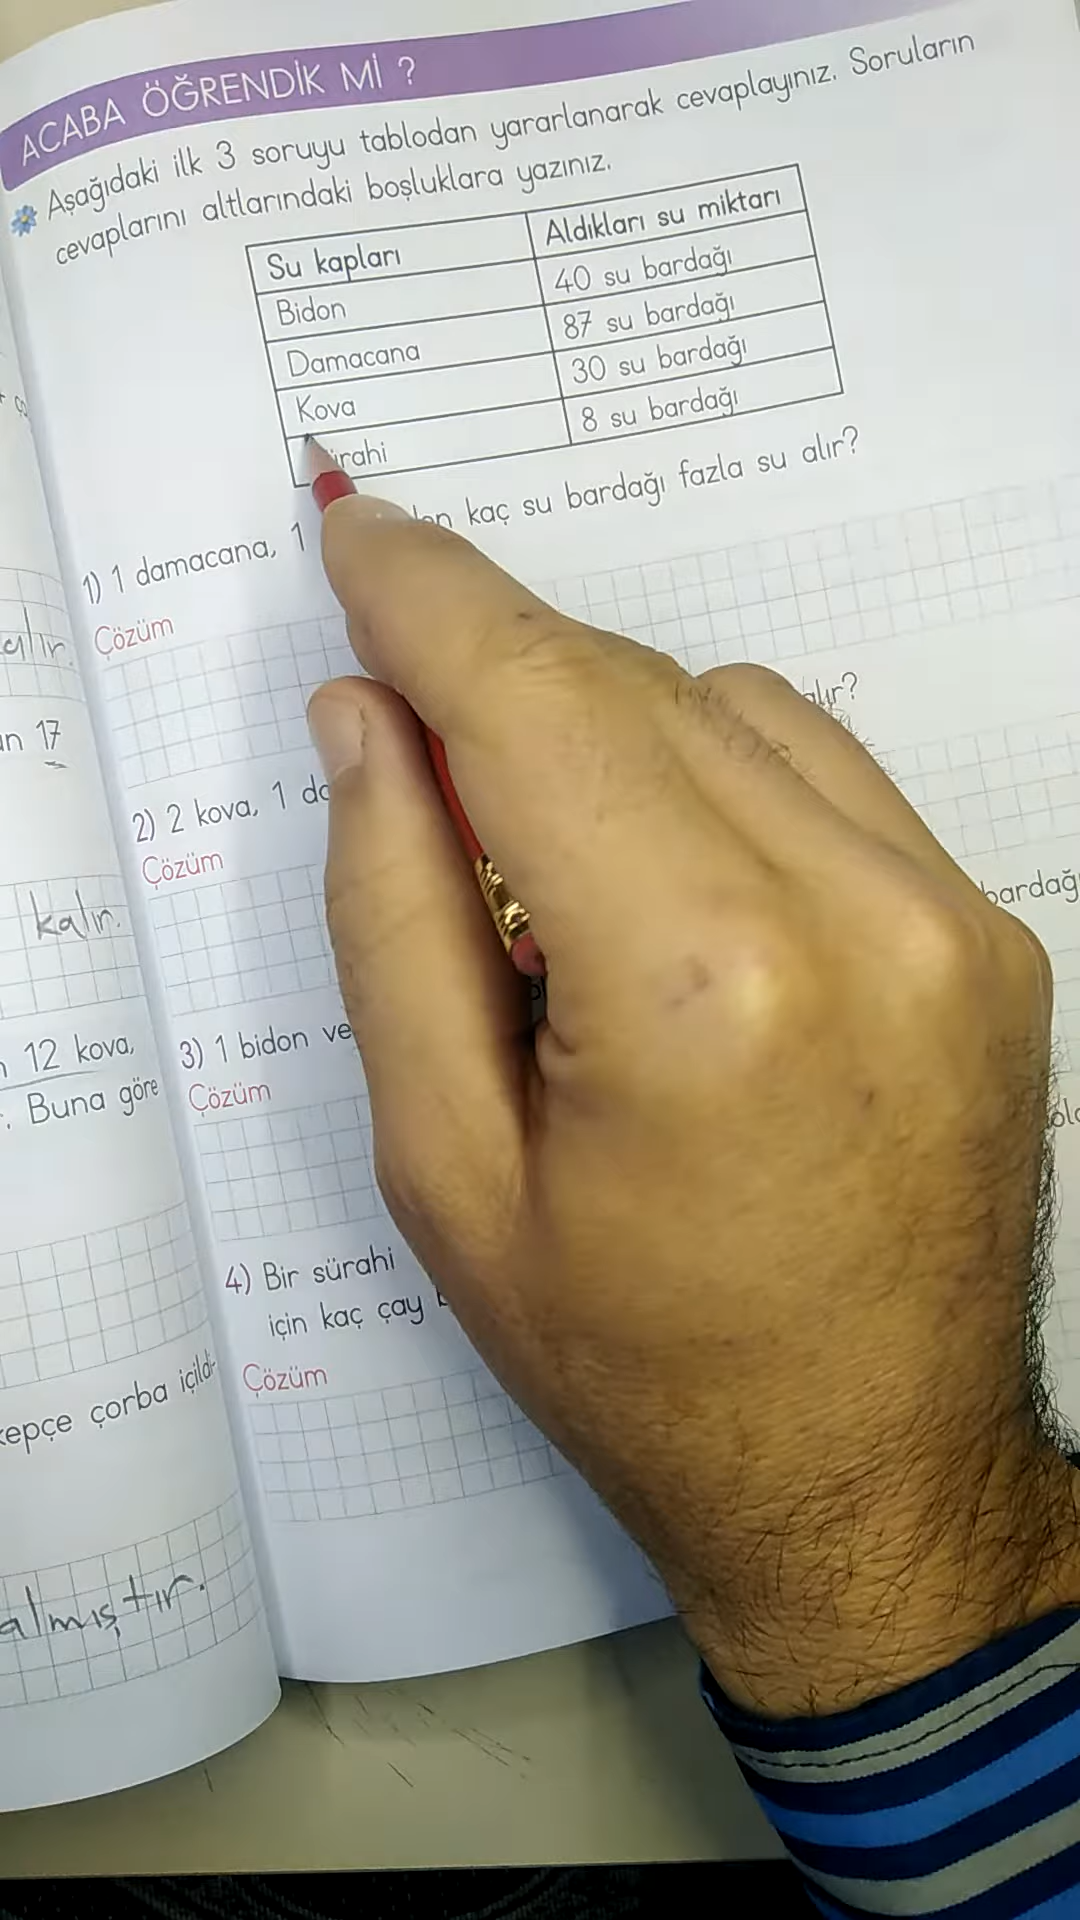 ACABA ÖĞRENDİK Mİ ?
Aşağıdaki ilk 3 soruyu tablodan yararlanarak cevaplayınız. Soruların
cevaplarını altlarındaki boşluklara yazınız.
Su kapları Aldıkları su miktarı
Bidon 40 su bardağı
Damacana 87 su bardağı
Kova 30 su bardağı
8 su bardağı
1) 1 damacana, 1 kaç su bardağı fazla su alır?
Çözüm
alır.
17
alır?
2) 2 kova, 1
Çözüm
kalır.
12 kova,
3) 1 bidon ve
Buna göre
Çözüm
4) Bir sürahi
için kaç çay
Çözüm
çorba içildi-